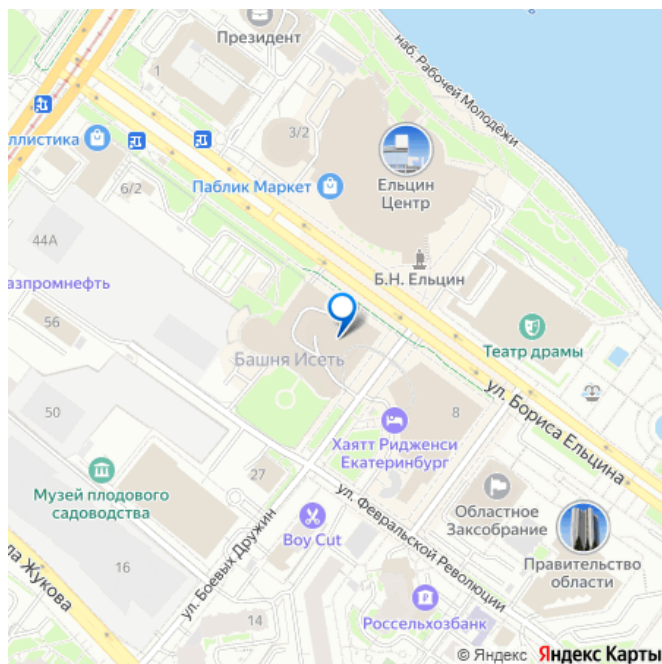 Президент
наб. Рабочей Молодёжи
1
3/2
ллистика
Паблик Маркет
Ельцин
Центр
6/2
44А
Б.Н. Ельцин
азпромнефть
56
Башня Исеть
Театр драмы
ул. Бориса Ельцина
50
8
Хаятт Ридженси
Екатеринбург
27
Музей плодового
садоводства
ул. Февральской Революции
Областное
Заксобрание
Boy Cut
ул. Боевых Дружин
16
ла Жукова
Правительство
области
14
Россельхозбанк
© Яндекс Яндекс Карты